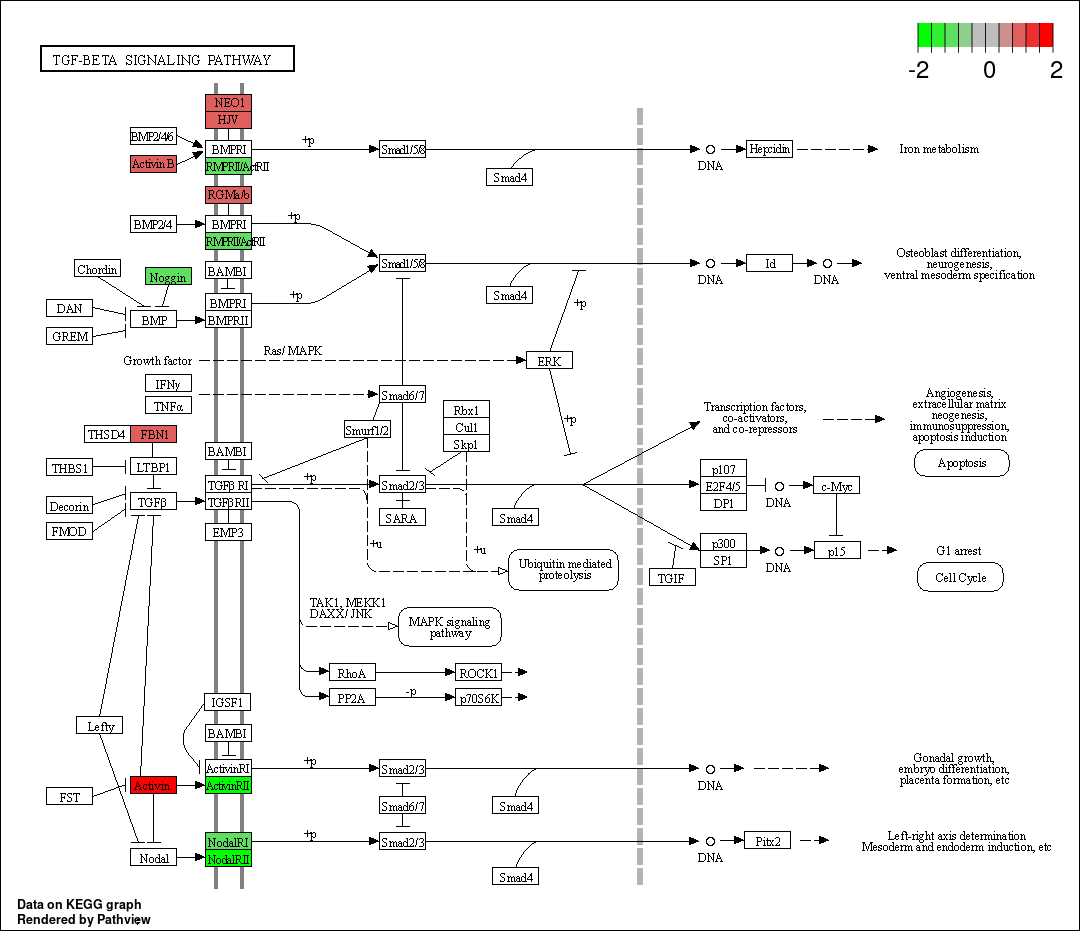 TGF-BETA SIGNALING PATHWAY
-2 0 2
NEO1
HJV
BMP2/4/6
Activin B
BMPRI
+p
Smad1/5/8
Smad4
DNA
Hepcidin
Iron metabolism
RGMa/b
BMP2/4
BMPRI
+p
Smad1/5/8
Smad4
DNA
Id
DNA
Osteoblast differentiation,
neurogenesis,
ventral mesoderm specification
Chordin
Noggin
BAMBI
DAN
GREM
BMP
BMPRI
BMPRII
+p
+p
Growth factor
Ras/ MAPK
ERK
IFNγ
TNFα
Smad6/7
+p
Rbx1
Cul1
Skp1
Smurf1/2
Transcription factors,
co-activators,
and co-repressors
Angiogenesis,
extracellular matrix
neogenesis,
immunosuppression,
apoptosis induction
Apoptosis
THSD4
FBN1
BAMBI
THBS1
LTBP1
Decorin
FMOD
TGFβ
TGFβ RI
TGFβ RII
EMP3
+p
Smad2/3
SARA
Smad4
p107
E2F4/5
DP1
DNA
c-Myc
p300
SP1
TGIF
DNA
p15
G1 arrest
Cell Cycle
+u
+u
Ubiquitin mediated
proteolysis
TAK1, MEKK1
DAXX/ JNK
MAPK signaling
pathway
RhoA
ROCK1
PP2A
-p
p70S6K
IGSF1
Lefty
BAMBI
FST
Activin
ActivinRI
ActivinRII
+p
Smad2/3
Smad4
DNA
Gonadal growth,
embryo differentiation,
placenta formation, etc
Smad6/7
Nodal
NodalRI
NodalRII
+p
Smad2/3
Smad4
DNA
Pitx2
Left-right axis determination
Mesoderm and endoderm induction, etc
Data on KEGG graph
Rendered by Pathview